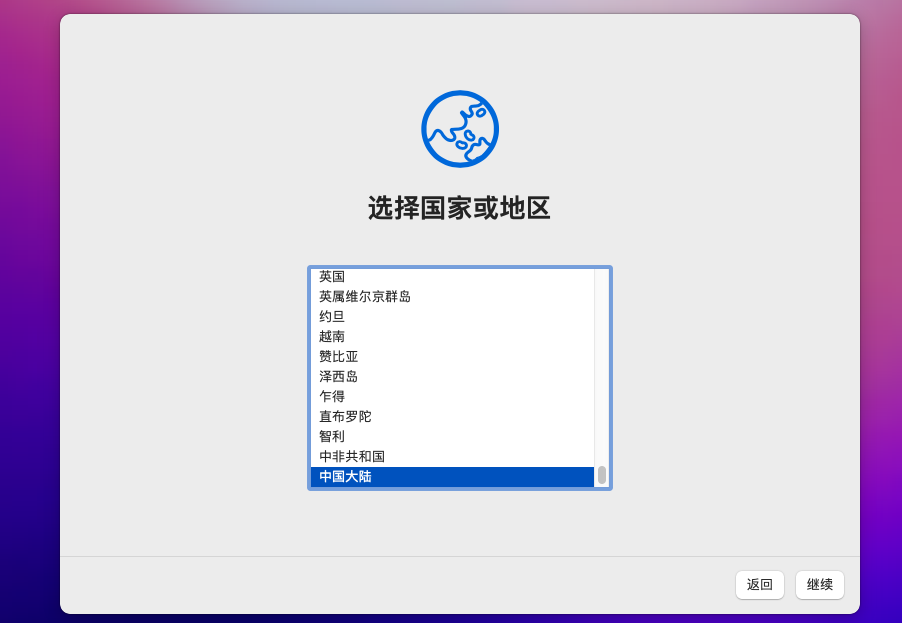 选择国家或地区
英国
英属维尔京群岛
约旦
越南
赞比亚
泽西岛
乍得
直布罗陀
智利
中非共和国
中国大陆
返回
继续